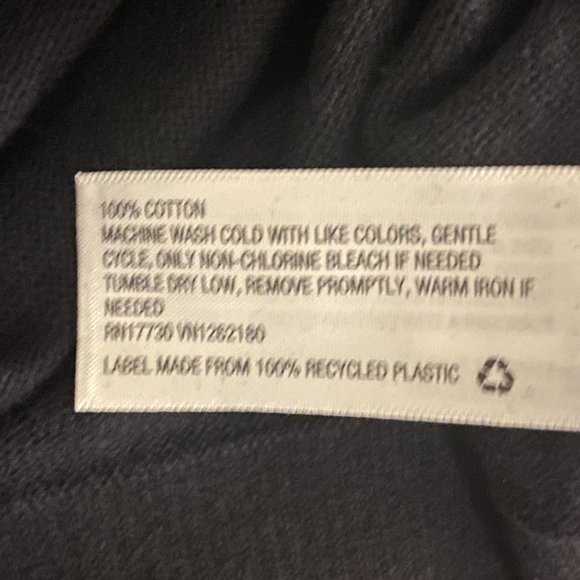 100% COTTON
MACHINE WASH COLD WITH LIKE COLORS, GENTLE
CYCLE, ONLY NON-CHLORINE BLEACH IF NEEDED
TUMBLE DRY LOW, REMOVE PROMPTLY, WARM IRON IF
NEEDED
RN17730 VN1262180
LABEL MADE FROM 100% RECYCLED PLASTIC